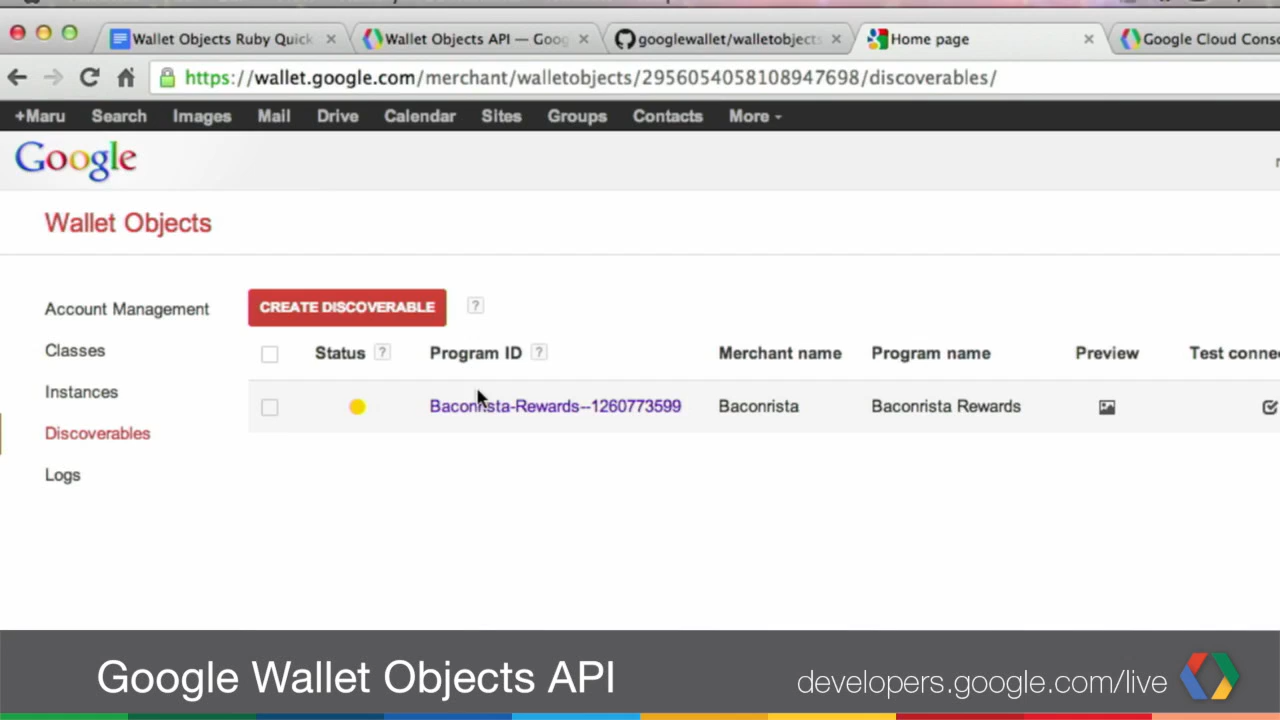 Wallet Objects Ruby Quick
Wallet Objects API — Goog
googlewallet/walletobjects
Home page
Google Cloud Conso
https://wallet.google.com/merchant/walletobjects/2956054058108947698/discoverables/
+Maru Search Images Mail Drive Calendar Sites Groups Contacts More
Google
Wallet Objects
Account Management
Classes
Instances
Discoverables
Logs
CREATE DISCOVERABLE ?
Status ? Program ID ? Merchant name Program name Preview Test conne
Baconrista-Rewards--1260773599 Baconrista Baconrista Rewards
Google Wallet Objects API
developers.google.com/live